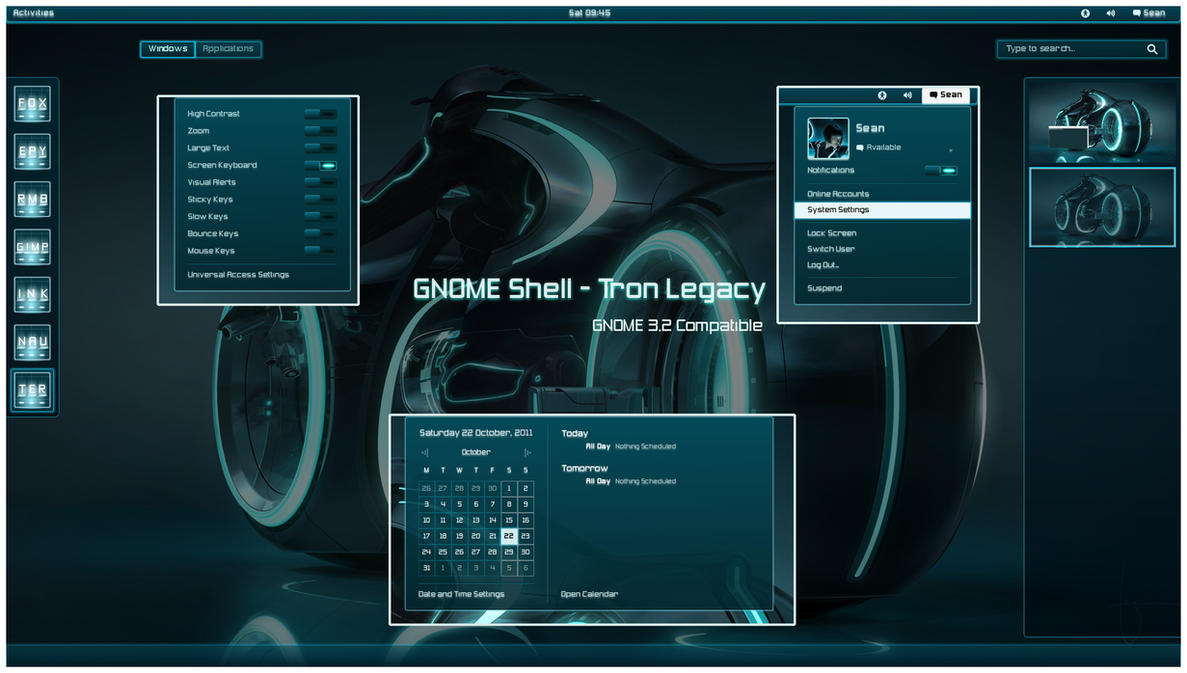 Activities
Sat 09:45
Sean
Windows
Applications
Type to search...
FOX
EPY
RMB
GIMP
INK
NAU
TER
High Contrast
Zoom
Large Text
Screen Keyboard
Visual Alerts
Sticky Keys
Slow Keys
Bounce Keys
Mouse Keys
Universal Access Settings
Sean
Sean
Available
Notifications
Online Accounts
System Settings
Lock Screen
Switch User
Log Out...
Suspend
GNOME Shell - Tron Legacy
GNOME 3.2 Compatible
Saturday 22 October, 2011
October
M T W T F S S
26 27 28 29 30 1 2
3 4 5 6 7 8 9
10 11 12 13 14 15 16
17 18 19 20 21 22 23
24 25 26 27 28 29 30
31 1 2 3 4 5 6
Date and Time Settings
Today
All Day Nothing Scheduled
Tomorrow
All Day Nothing Scheduled
Open Calendar